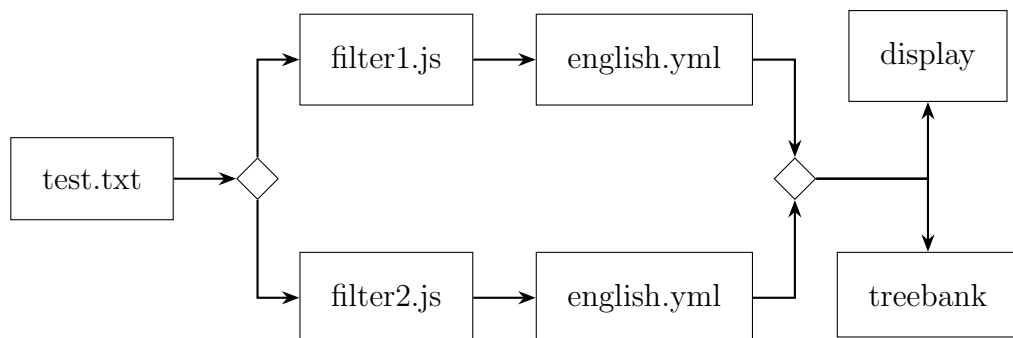 test.txt
filter1.js
english.yml
display
filter2.js
english.yml
treebank